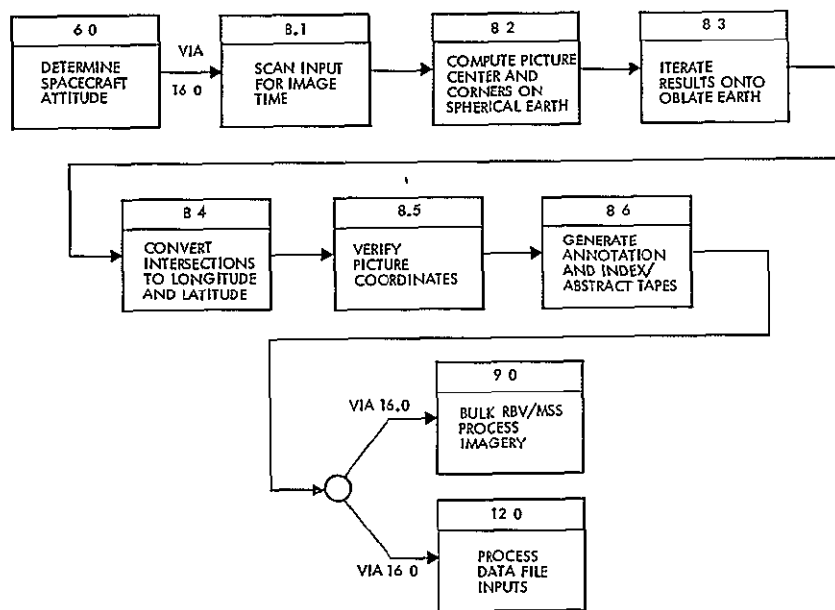 6 0
DETERMINE
SPACECRAFT
ATTITUDE
VIA
16 0
8.1
SCAN INPUT
FOR IMAGE
TIME
8 2
COMPUTE PICTURE
CENTER AND
CORNERS ON
SPHERICAL EARTH
8 3
ITERATE
RESULTS ONTO
OBLATE EARTH
8 4
CONVERT
INTERSECTIONS
TO LONGITUDE
AND LATITUDE
8.5
VERIFY
PICTURE
COORDINATES
8 6
GENERATE
ANNOTATION
AND INDEX/
ABSTRACT TAPES
VIA 16.0
9 0
BULK RBV/MSS
PROCESS
IMAGERY
VIA 16 0
12 0
PROCESS
DATA FILE
INPUTS